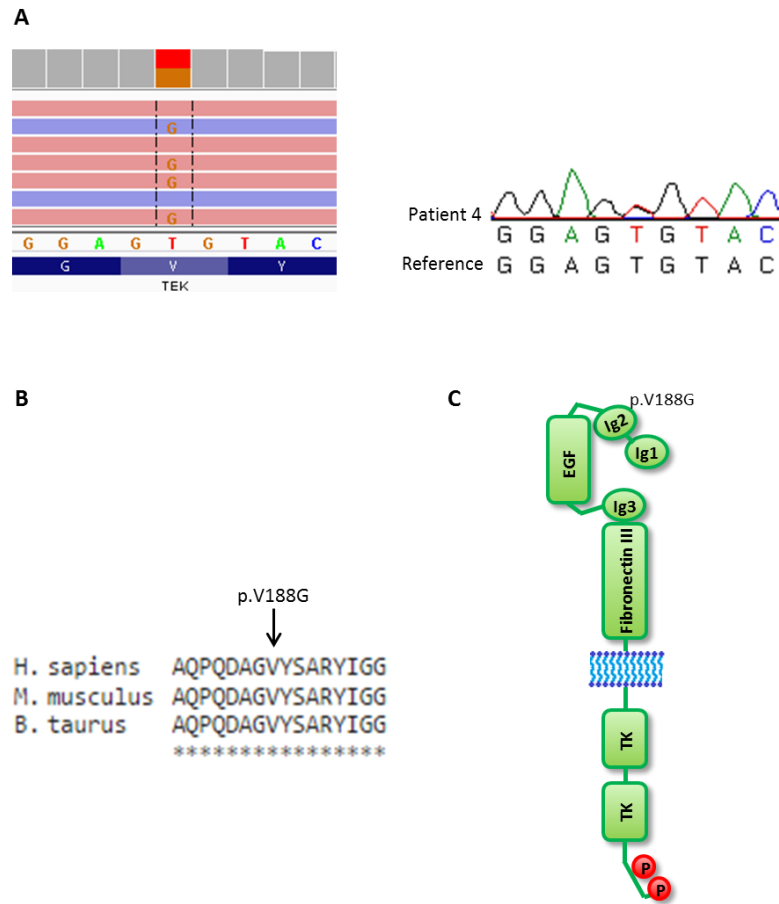 A
G
G
G
G
G G A G T G T A C
G V Y
TEK
Patient 4
G G A G T G T A C
Reference
G G A G T G T A C
B
p.V188G
H. sapiens AQPQDAGVYSARYIGG
M. musculus AQPQDAGVYSARYIGG
B. taurus AQPQDAGVYSARYIGG
****************
C
p.V188G
Ig2
Ig1
EGF
Ig3
Fibronectin III
TK
TK
P
P